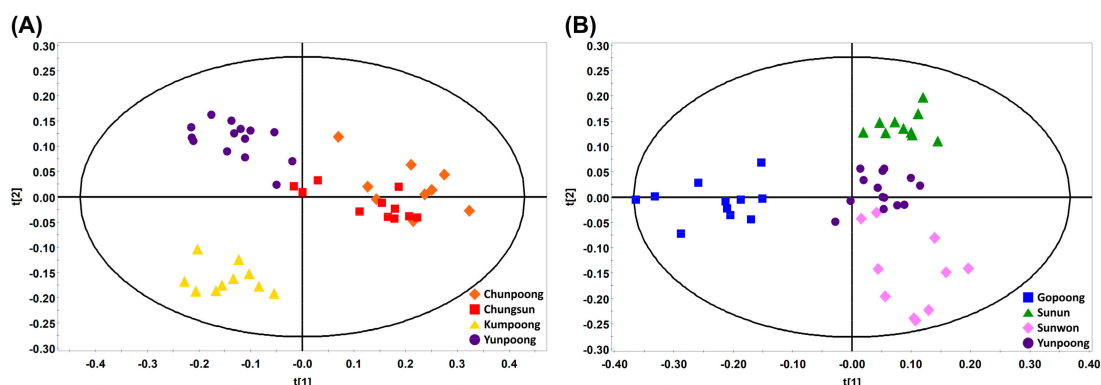 (A)
t[2]
0.30
0.25
0.20
0.15
0.10
0.05
0.00
-0.05
-0.10
-0.15
-0.20
-0.25
-0.30
-0.4 -0.3 -0.2 -0.1 -0.0 0.1 0.2 0.3 0.4
t[1]
Chunpoong
Chungsun
Kumpoong
Yunpoong
(B)
t[2]
0.30
0.25
0.20
0.15
0.10
0.05
0.00
-0.05
-0.10
-0.15
-0.20
-0.25
-0.30
-0.40 -0.30 -0.20 -0.10 0.00 0.10 0.20 0.30 0.40
t[1]
Gopoong
Sunun
Sunwon
Yunpoong